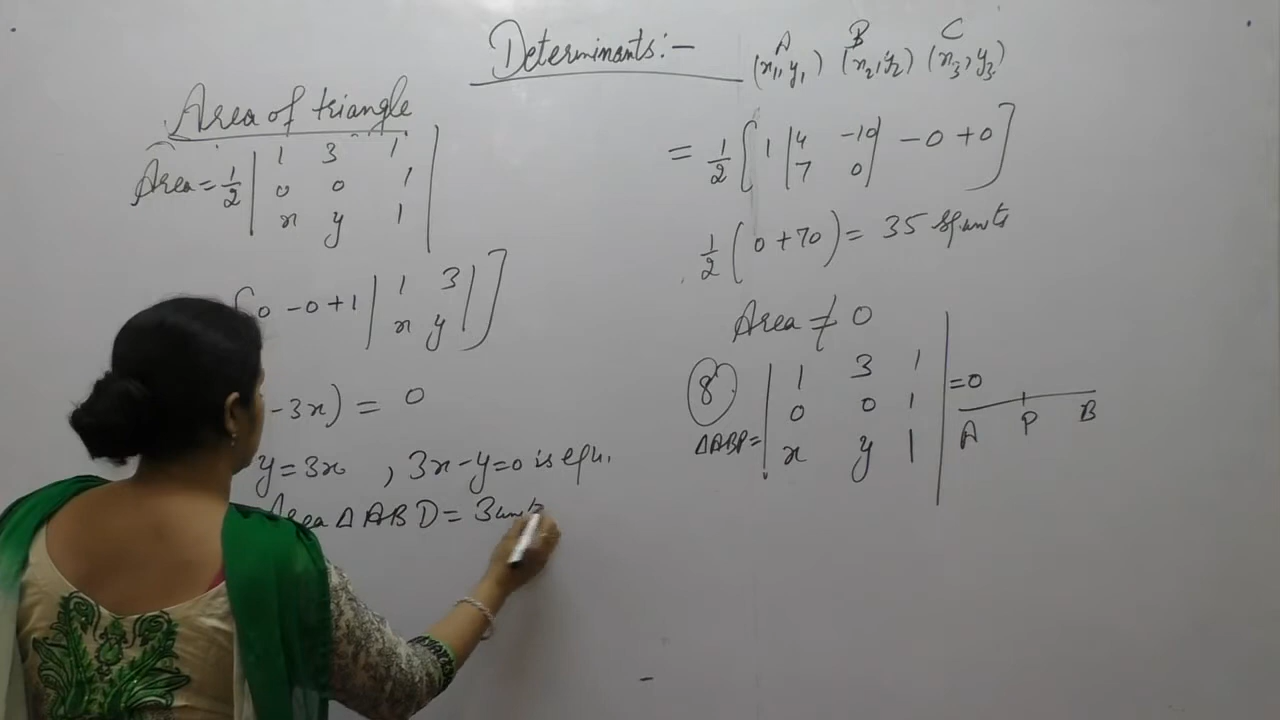 Determinants:-
A B C
(x₁, y₁) (x₂, y₂) (x₃, y₃)
Area of triangle
Area = 1/2 | 1 3 1 |
| 0 0 1 |
| x y 1 |
0 - 0 + 1 | 1 3 | ]
| x y |
- 3x) = 0
y = 3x , 3x - y = 0 is equ.
Area Δ ABD = 3 units
= 1/2 [ 1 | 4 -10 | - 0 + 0 ]
| 7 0 |
1/2 ( 0 + 70 ) = 35 sq. units
Area ≠ 0
8 | 1 3 1 | = 0
| 0 0 1 |
ΔABP = | x y 1 |
A P B